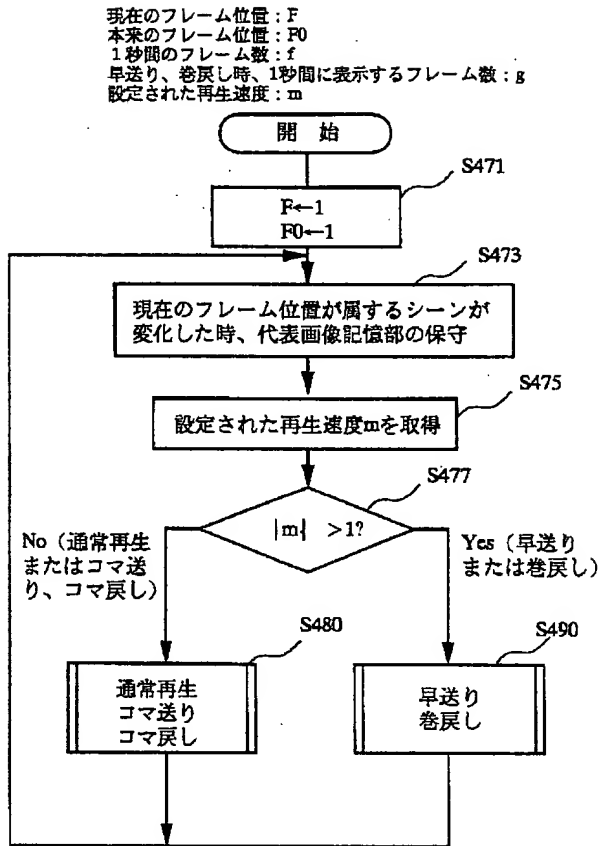 現在のフレーム位置：F
本来のフレーム位置：F0
１秒間のフレーム数：f
早送り、巻戻し時、1秒間に表示するフレーム数：g
設定された再生速度：m
開　始
S471
F←1
F0←1
S473
現在のフレーム位置が属するシーンが
変化した時、代表画像記憶部の保守
S475
設定された再生速度mを取得
S477
|m| >1?
No（通常再生
またはコマ送
り、コマ戻し）
Yes（早送り
または巻戻し）
S480
通常再生
コマ送り
コマ戻し
S490
早送り
巻戻し